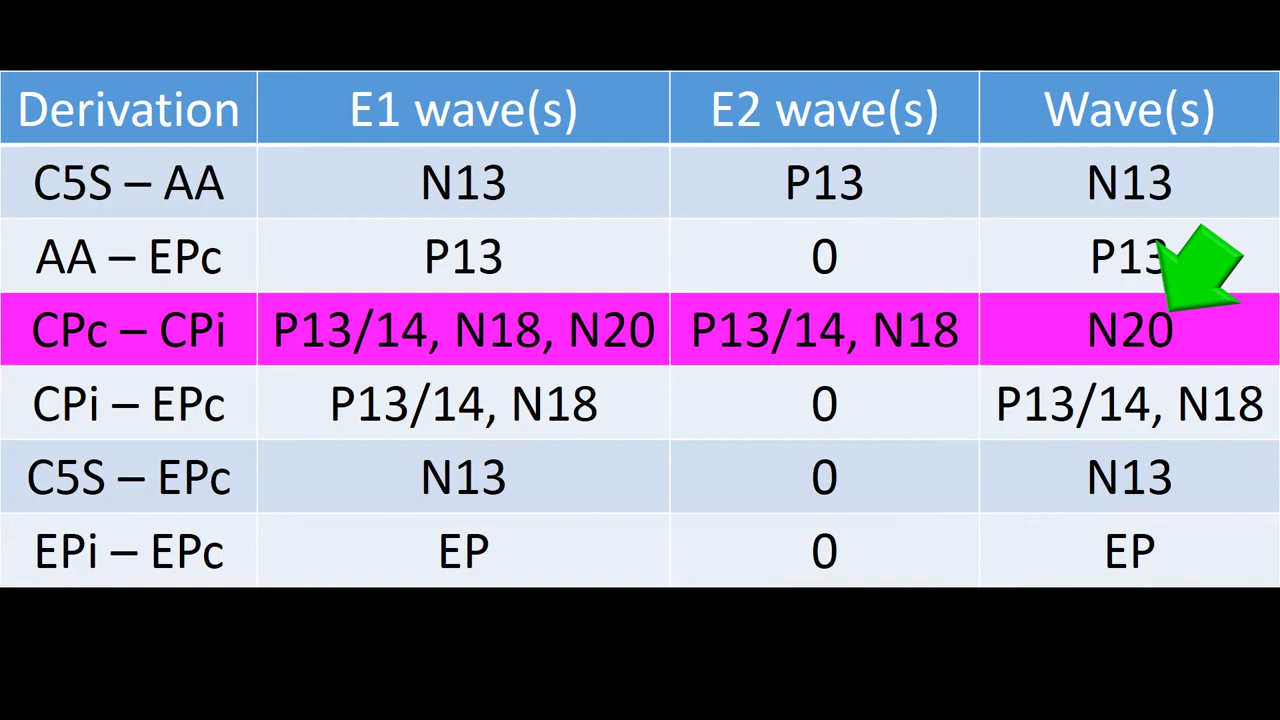 Derivation E1 wave(s) E2 wave(s) Wave(s)
C5S – AA N13 P13 N13
AA – EPc P13 0 P13
CPc – CPi P13/14, N18, N20 P13/14, N18 N20
CPi – EPc P13/14, N18 0 P13/14, N18
C5S – EPc N13 0 N13
EPi – EPc EP 0 EP